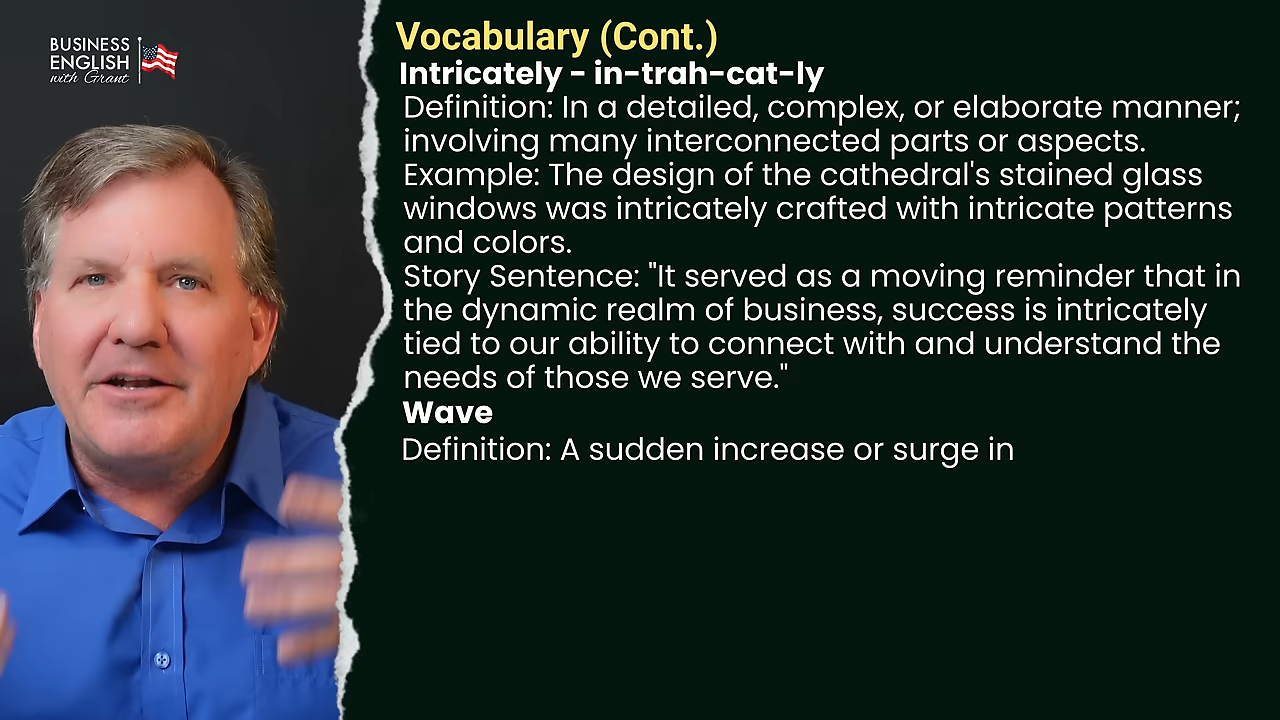 BUSINESS
ENGLISH
with Grant
Vocabulary (Cont.)
Intricately - in-trah-cat-ly
Definition: In a detailed, complex, or elaborate manner;
involving many interconnected parts or aspects.
Example: The design of the cathedral's stained glass
windows was intricately crafted with intricate patterns
and colors.
Story Sentence: "It served as a moving reminder that in
the dynamic realm of business, success is intricately
tied to our ability to connect with and understand the
needs of those we serve."
Wave
Definition: A sudden increase or surge in